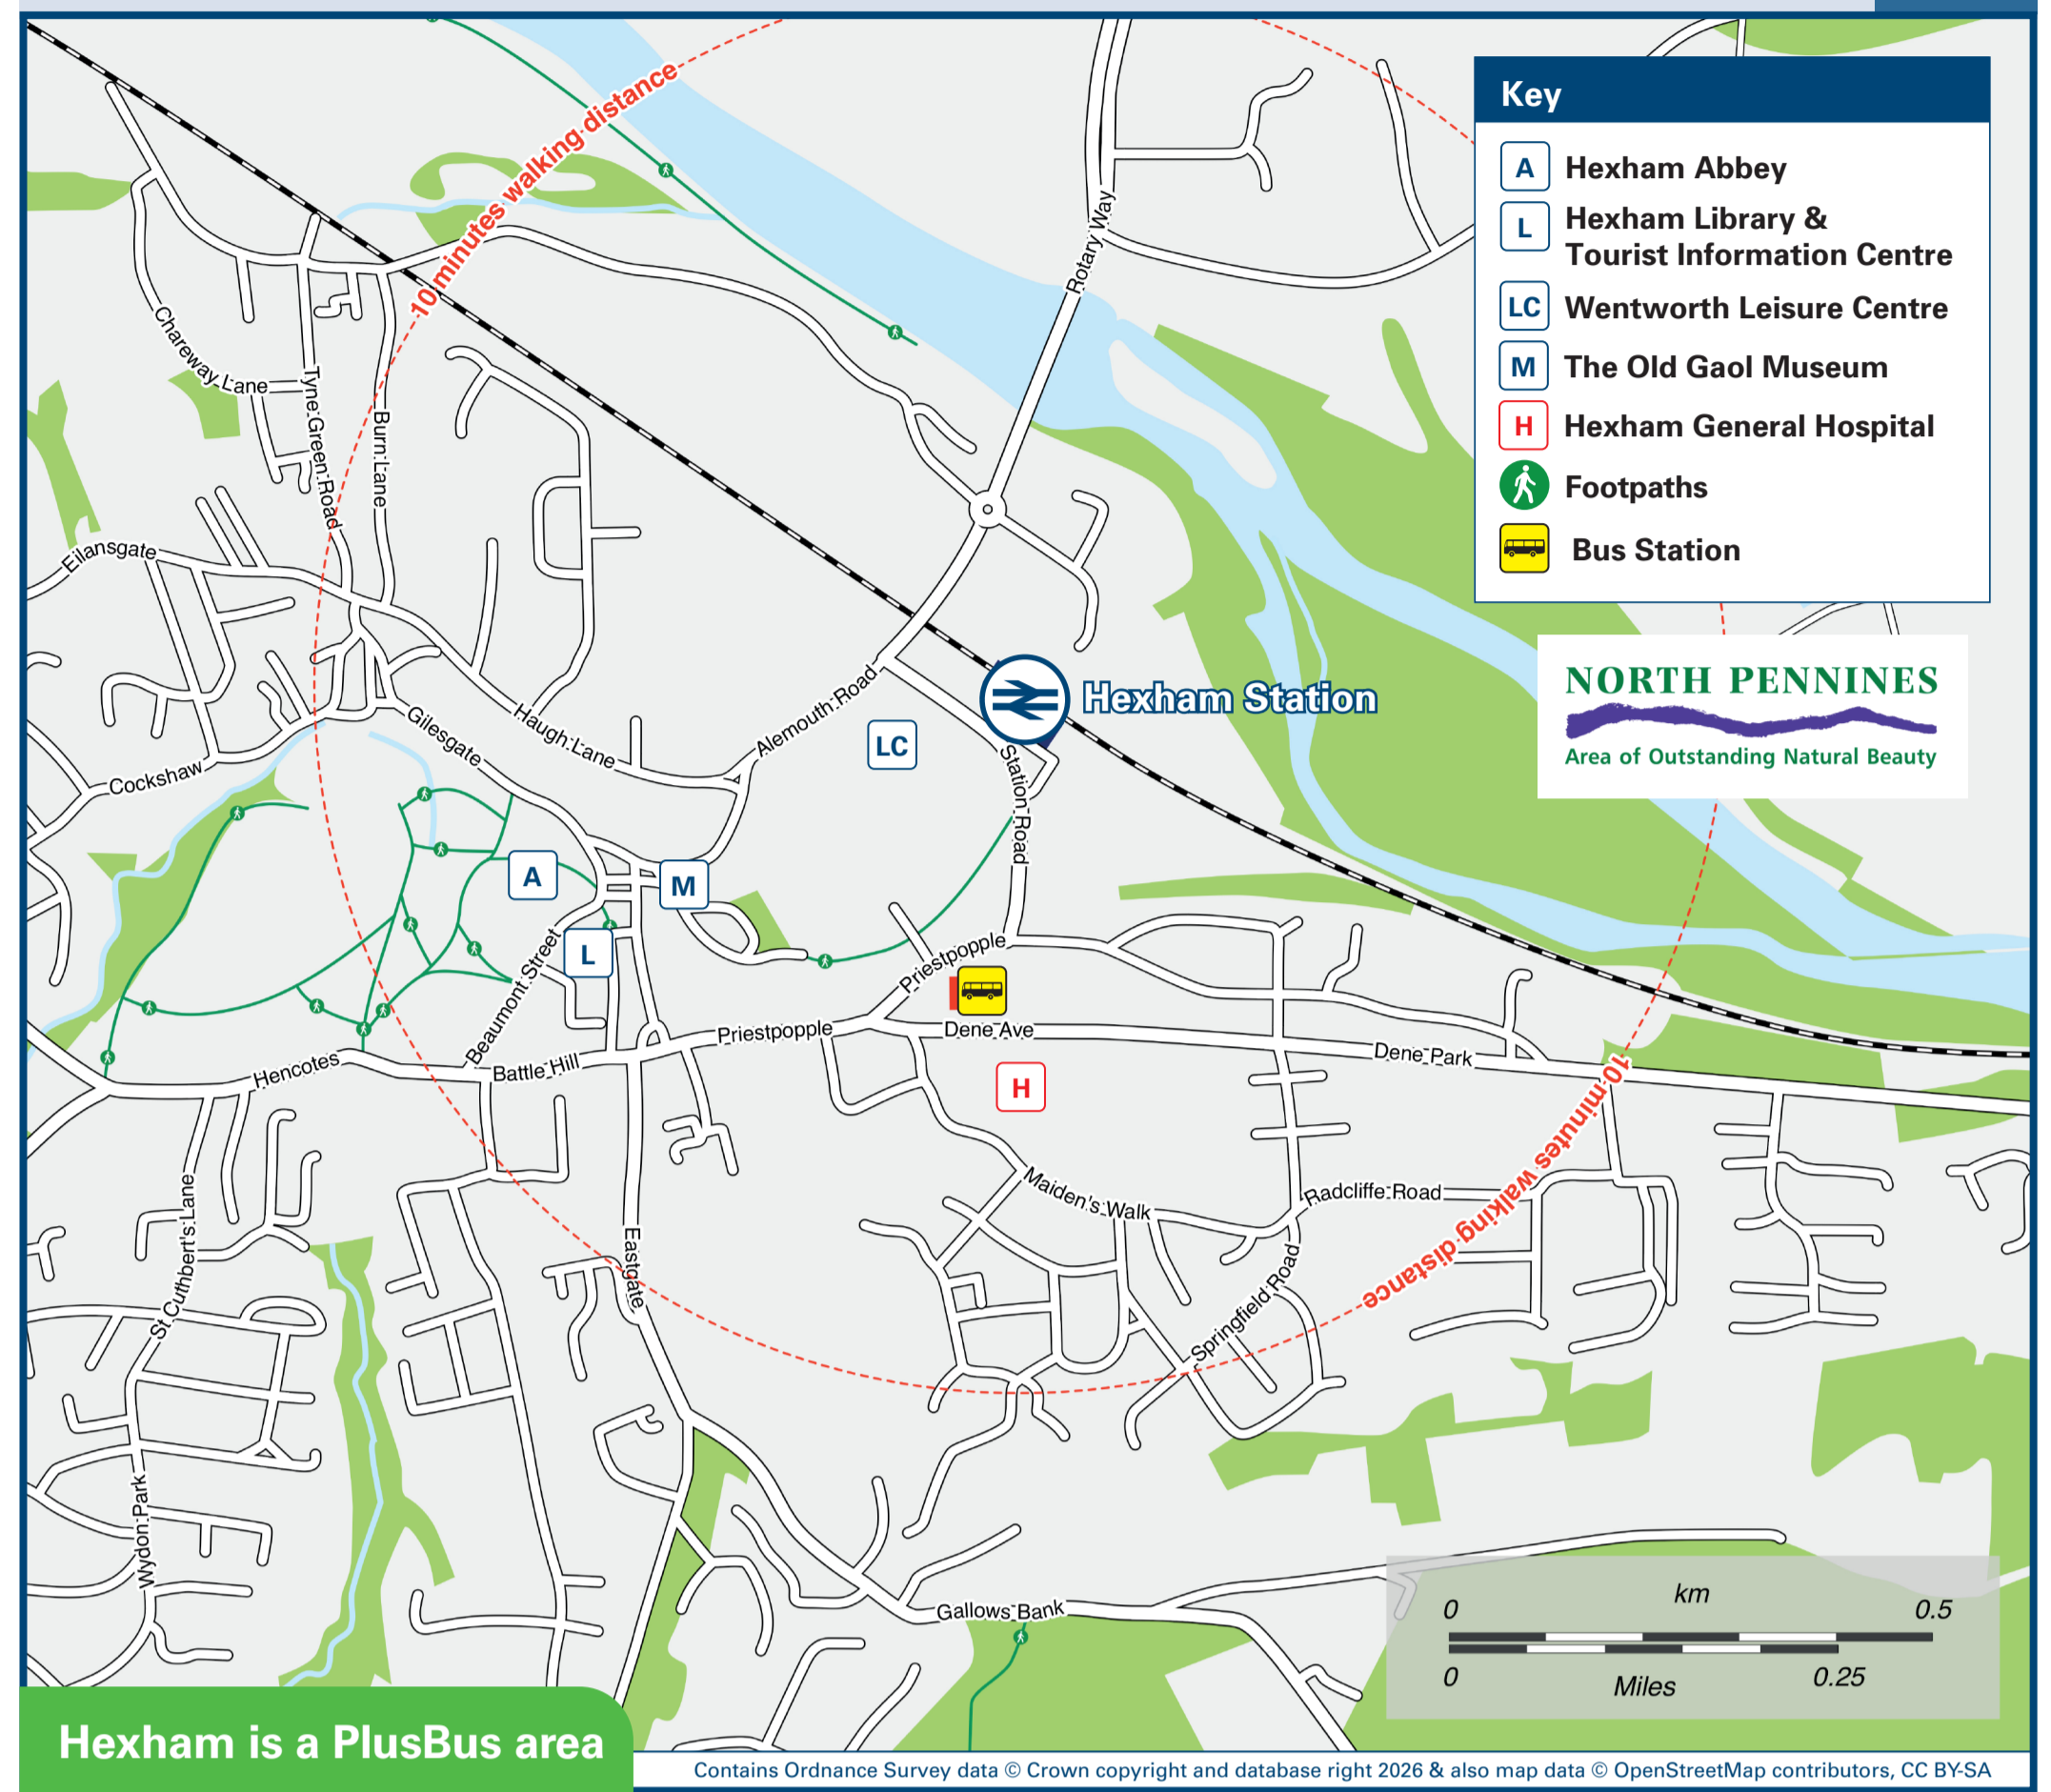 10 minutes walking distance
Rotary Way
Key
A Hexham Abbey
L Hexham Library &
Tourist Information Centre
LC Wentworth Leisure Centre
M The Old Gaol Museum
H Hexham General Hospital
Footpaths
Bus Station
Chareway Lane
Tyne Green Road
Burn Lane
Eilansgate
NORTH PENNINES
Area of Outstanding Natural Beauty
Hexham Station
Alemouth Road
LC
Haugh Lane
Gilesgate
Cockshaw
Station Road
A
M
L
Beaumont Street
Priestpopple
Priestpopple
Dene Ave
Dene Park
Hencotes
Battle Hill
H
10 minutes walking distance
St Cuthbert's Lane
Maiden's Walk
Radcliffe Road
Eastgate
Springfield Road
Wydon Park
Gallows Bank
km
0 0.5
0 0.25
Miles
Hexham is a PlusBus area
Contains Ordnance Survey data © Crown copyright and database right 2026 & also map data © OpenStreetMap contributors, CC BY-SA